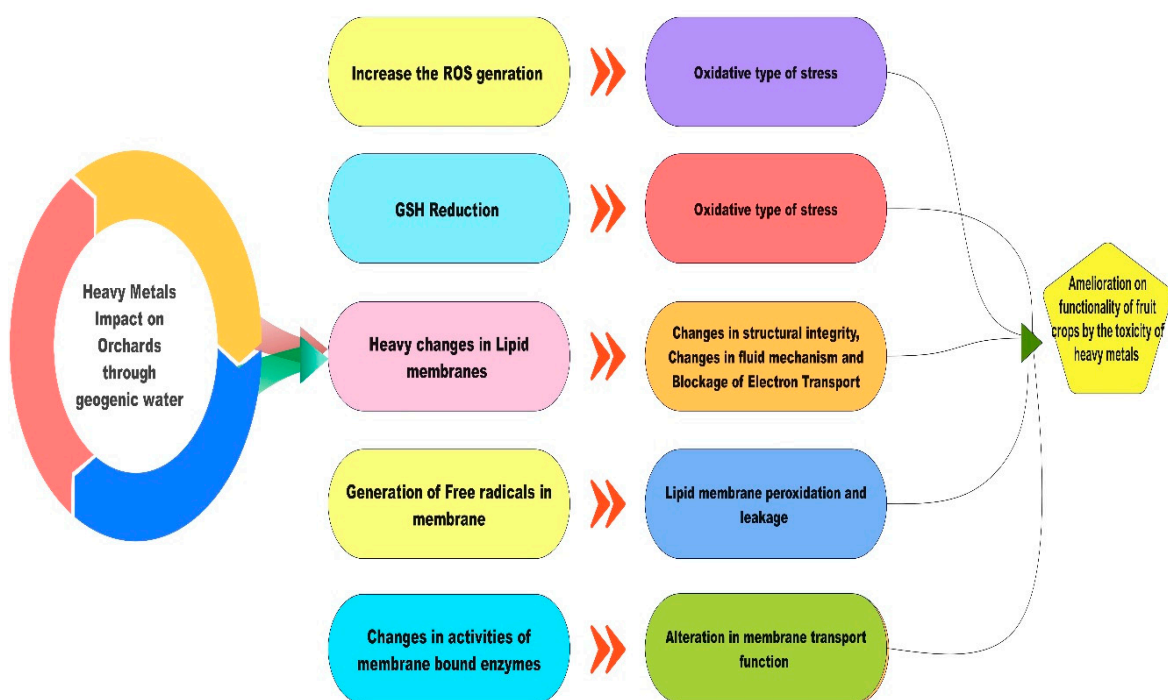 Heavy Metals
Impact on
Orchards
through
geogenic water
Increase the ROS genration
Oxidative type of stress
GSH Reduction
Oxidative type of stress
Heavy changes in Lipid
membranes
Changes in structural integrity,
Changes in fluid mechanism and
Blockage of Electron Transport
Generation of Free radicals in
membrane
Lipid membrane peroxidation and
leakage
Changes in activities of
membrane bound enzymes
Alteration in membrane transport
function
Amelioration on
functionality of fruit
crops by the toxicity of
heavy metals